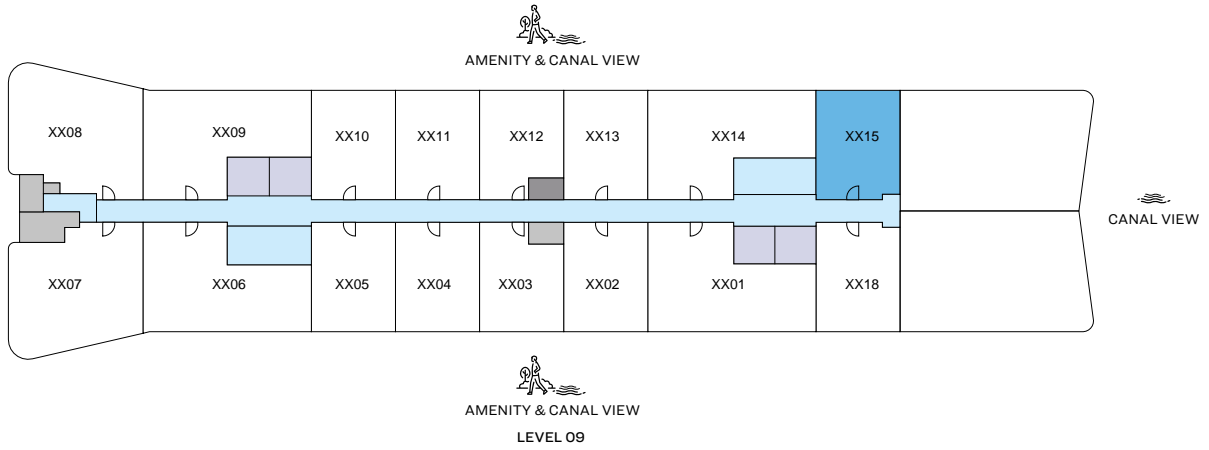 AMENITY & CANAL VIEW
XX08
XX09
XX10
XX11
XX12
XX13
XX14
XX15
CANAL VIEW
XX07
XX06
XX05
XX04
XX03
XX02
XX01
XX18
AMENITY & CANAL VIEW
LEVEL 09